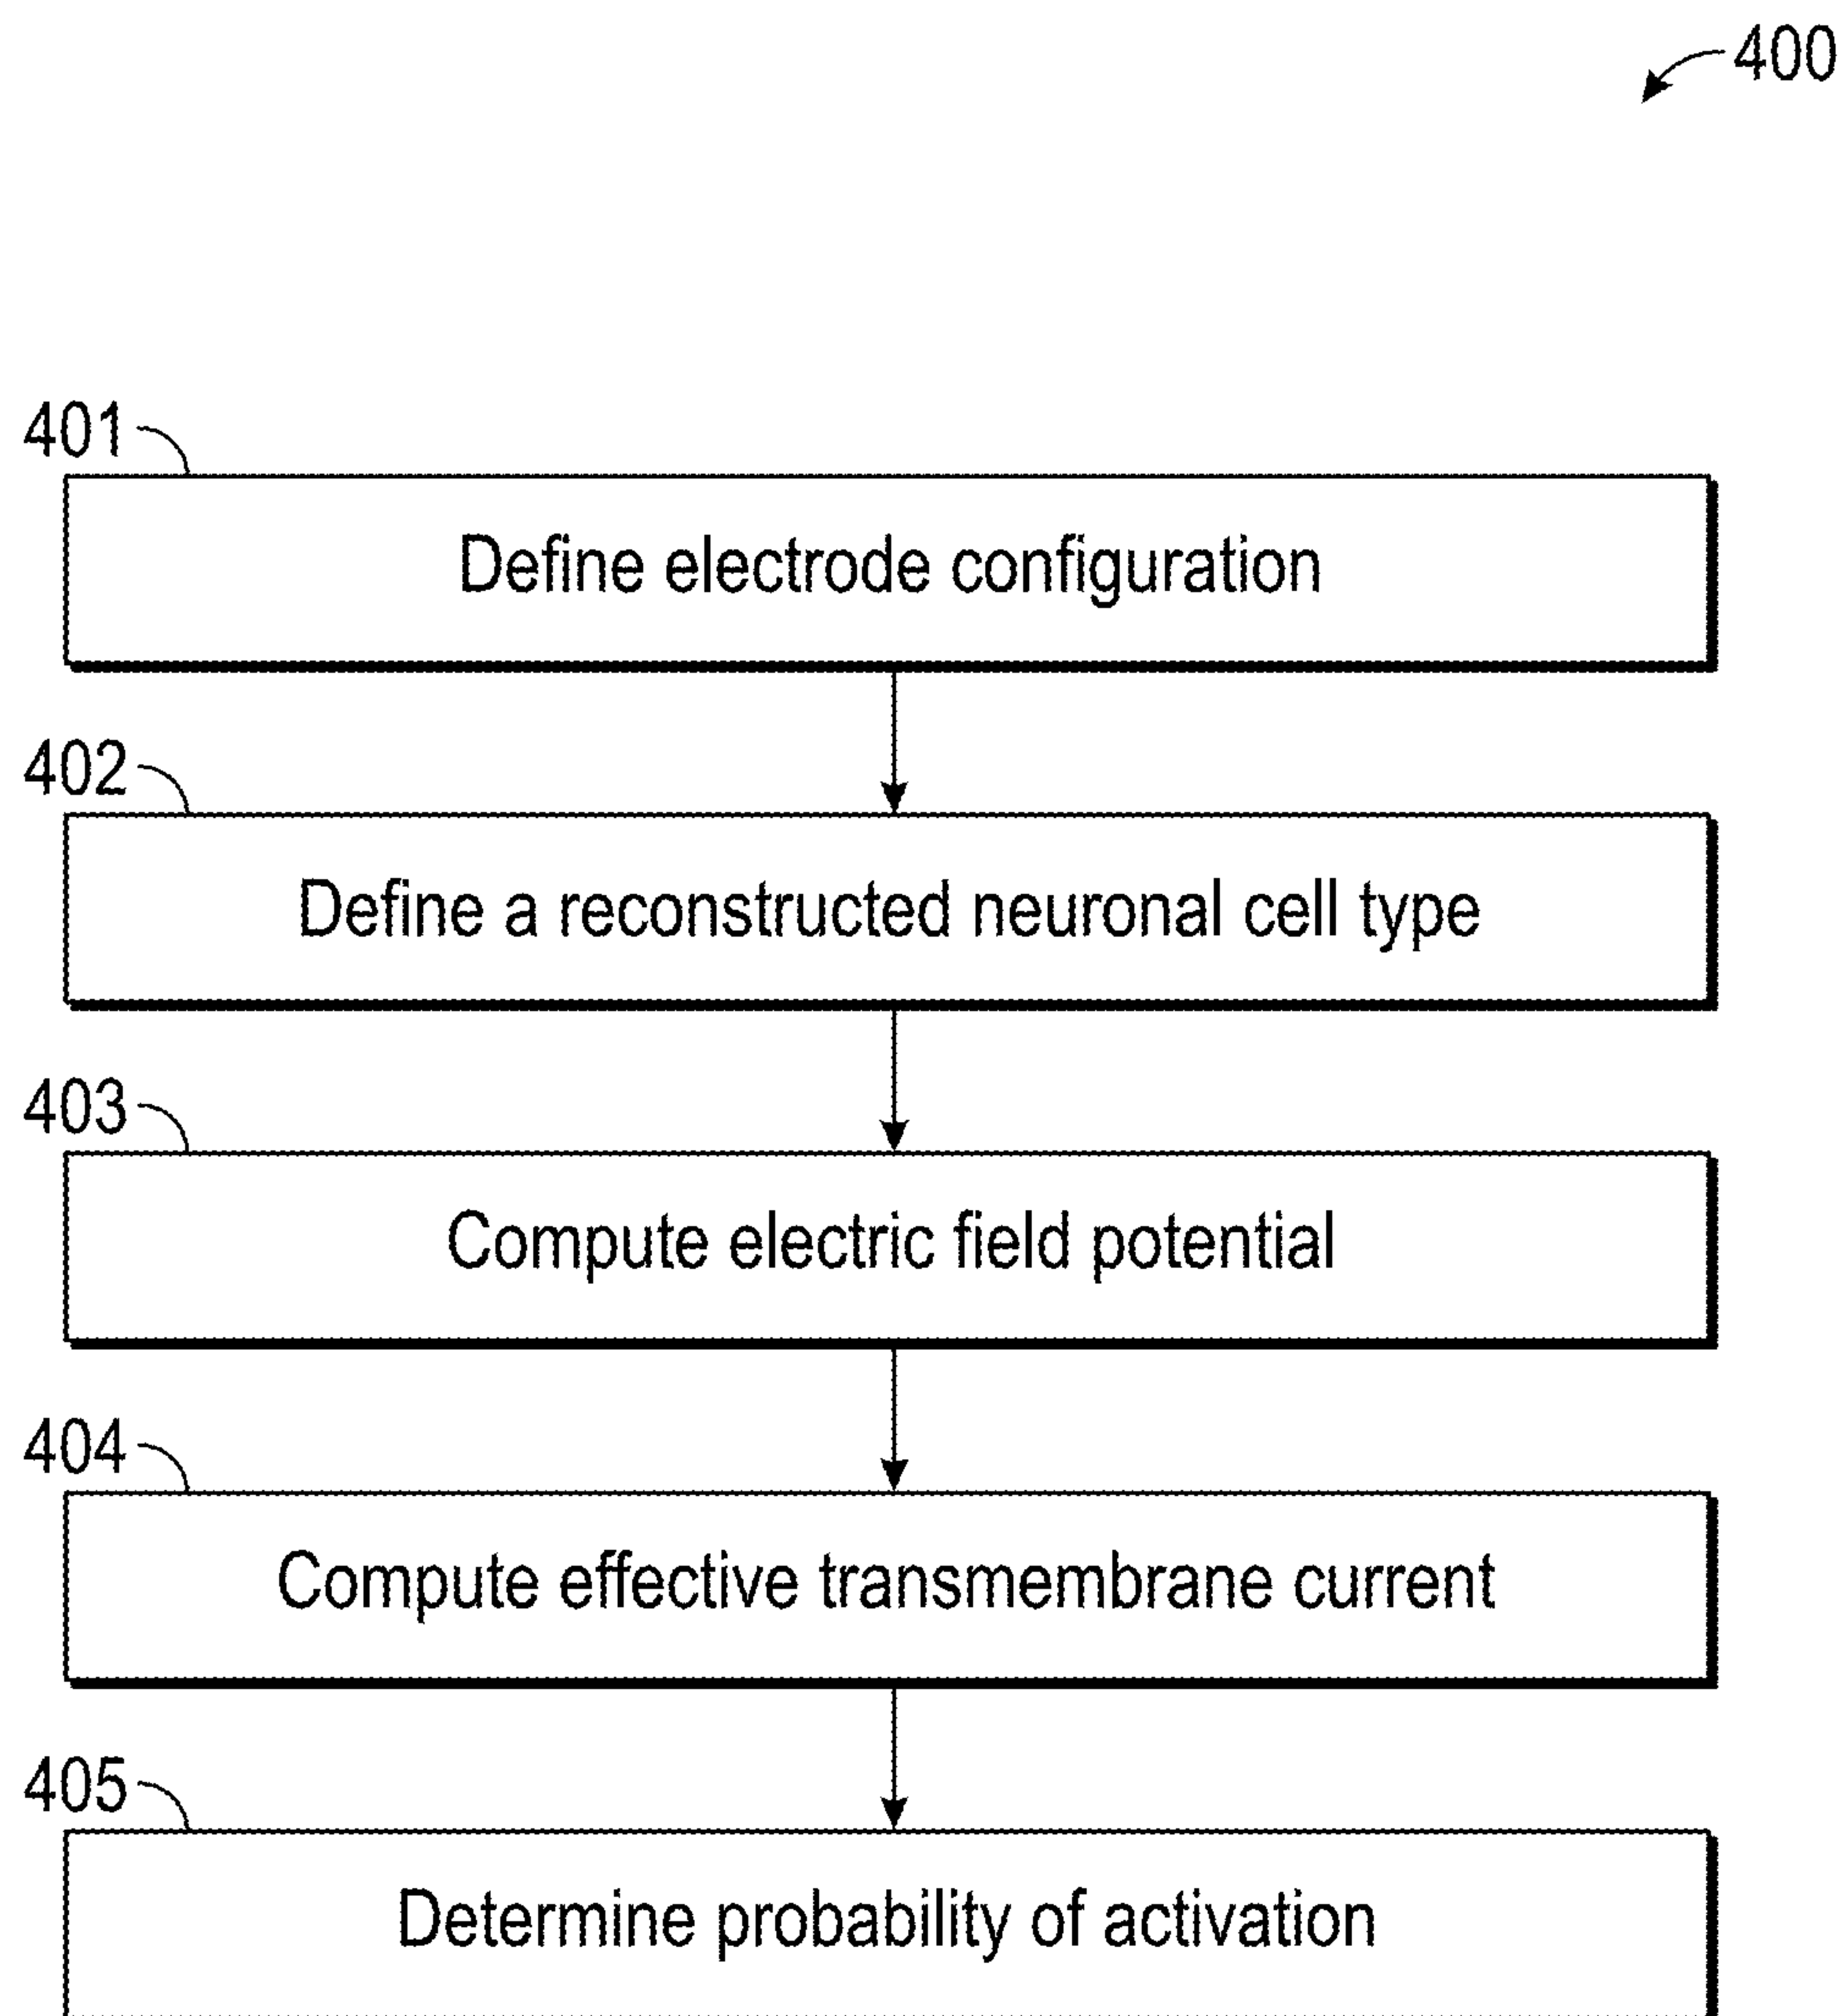 400
401
Define electrode configuration
402
Define a reconstructed neuronal cell type
403
Compute electric field potential
404
Compute effective transmembrane current
405
Determine probability of activation